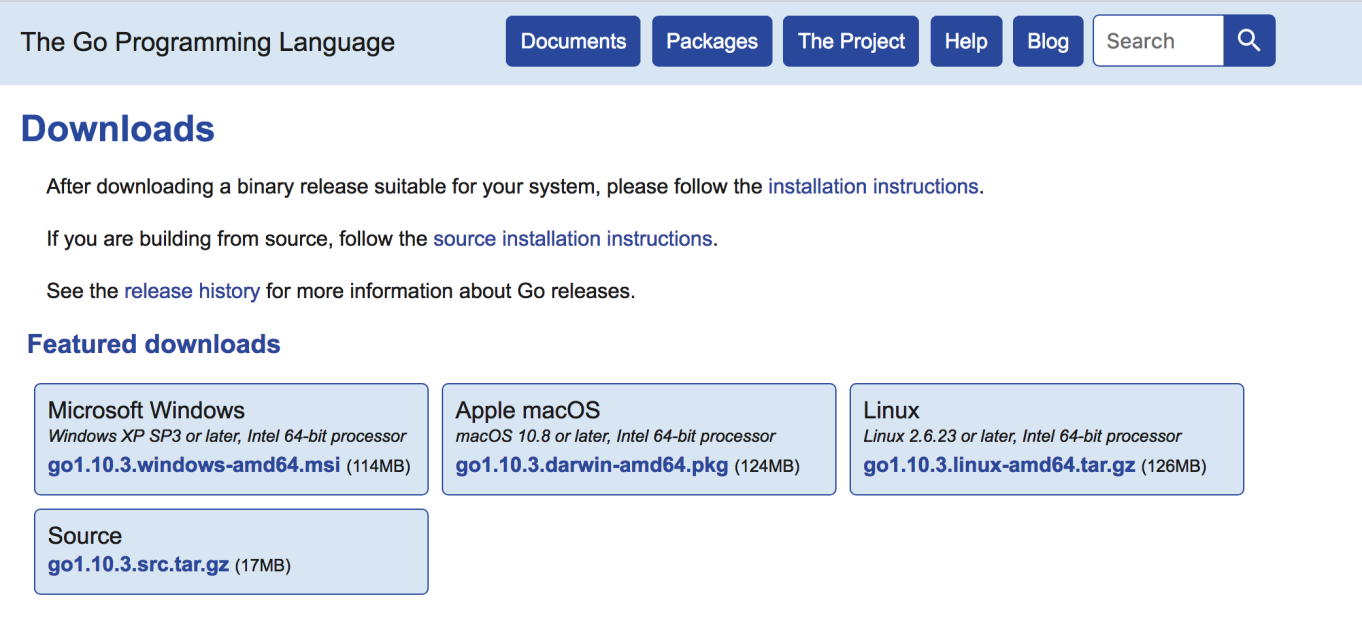 The Go Programming Language
Documents
Packages
The Project
Help
Blog
Search
Downloads
After downloading a binary release suitable for your system, please follow the installation instructions.
If you are building from source, follow the source installation instructions.
See the release history for more information about Go releases.
Featured downloads
Microsoft Windows
Windows XP SP3 or later, Intel 64-bit processor
go1.10.3.windows-amd64.msi (114MB)
Apple macOS
macOS 10.8 or later, Intel 64-bit processor
go1.10.3.darwin-amd64.pkg (124MB)
Linux
Linux 2.6.23 or later, Intel 64-bit processor
go1.10.3.linux-amd64.tar.gz (126MB)
Source
go1.10.3.src.tar.gz (17MB)